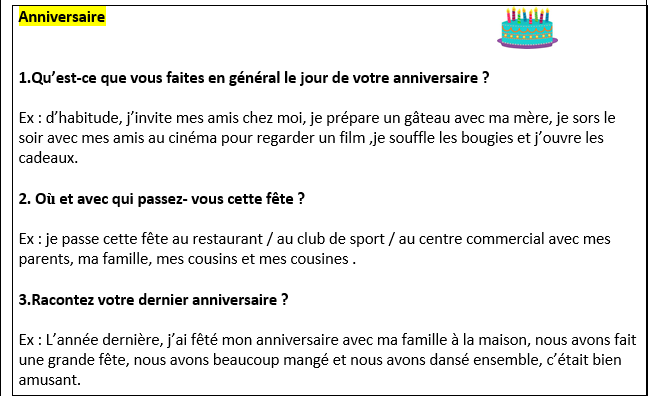 Anniversaire
1.Qu’est-ce que vous faites en général le jour de votre anniversaire ?
Ex : d’habitude, j’invite mes amis chez moi, je prépare un gâteau avec ma mère, je sors le
soir avec mes amis au cinéma pour regarder un film ,je souffle les bougies et j’ouvre les
cadeaux.
2. Où et avec qui passez- vous cette fête ?
Ex : je passe cette fête au restaurant / au club de sport / au centre commercial avec mes
parents, ma famille, mes cousins et mes cousines .
3.Racontez votre dernier anniversaire ?
Ex : L’année dernière, j’ai fêté mon anniversaire avec ma famille à la maison, nous avons fait
une grande fête, nous avons beaucoup mangé et nous avons dansé ensemble, c’était bien
amusant.